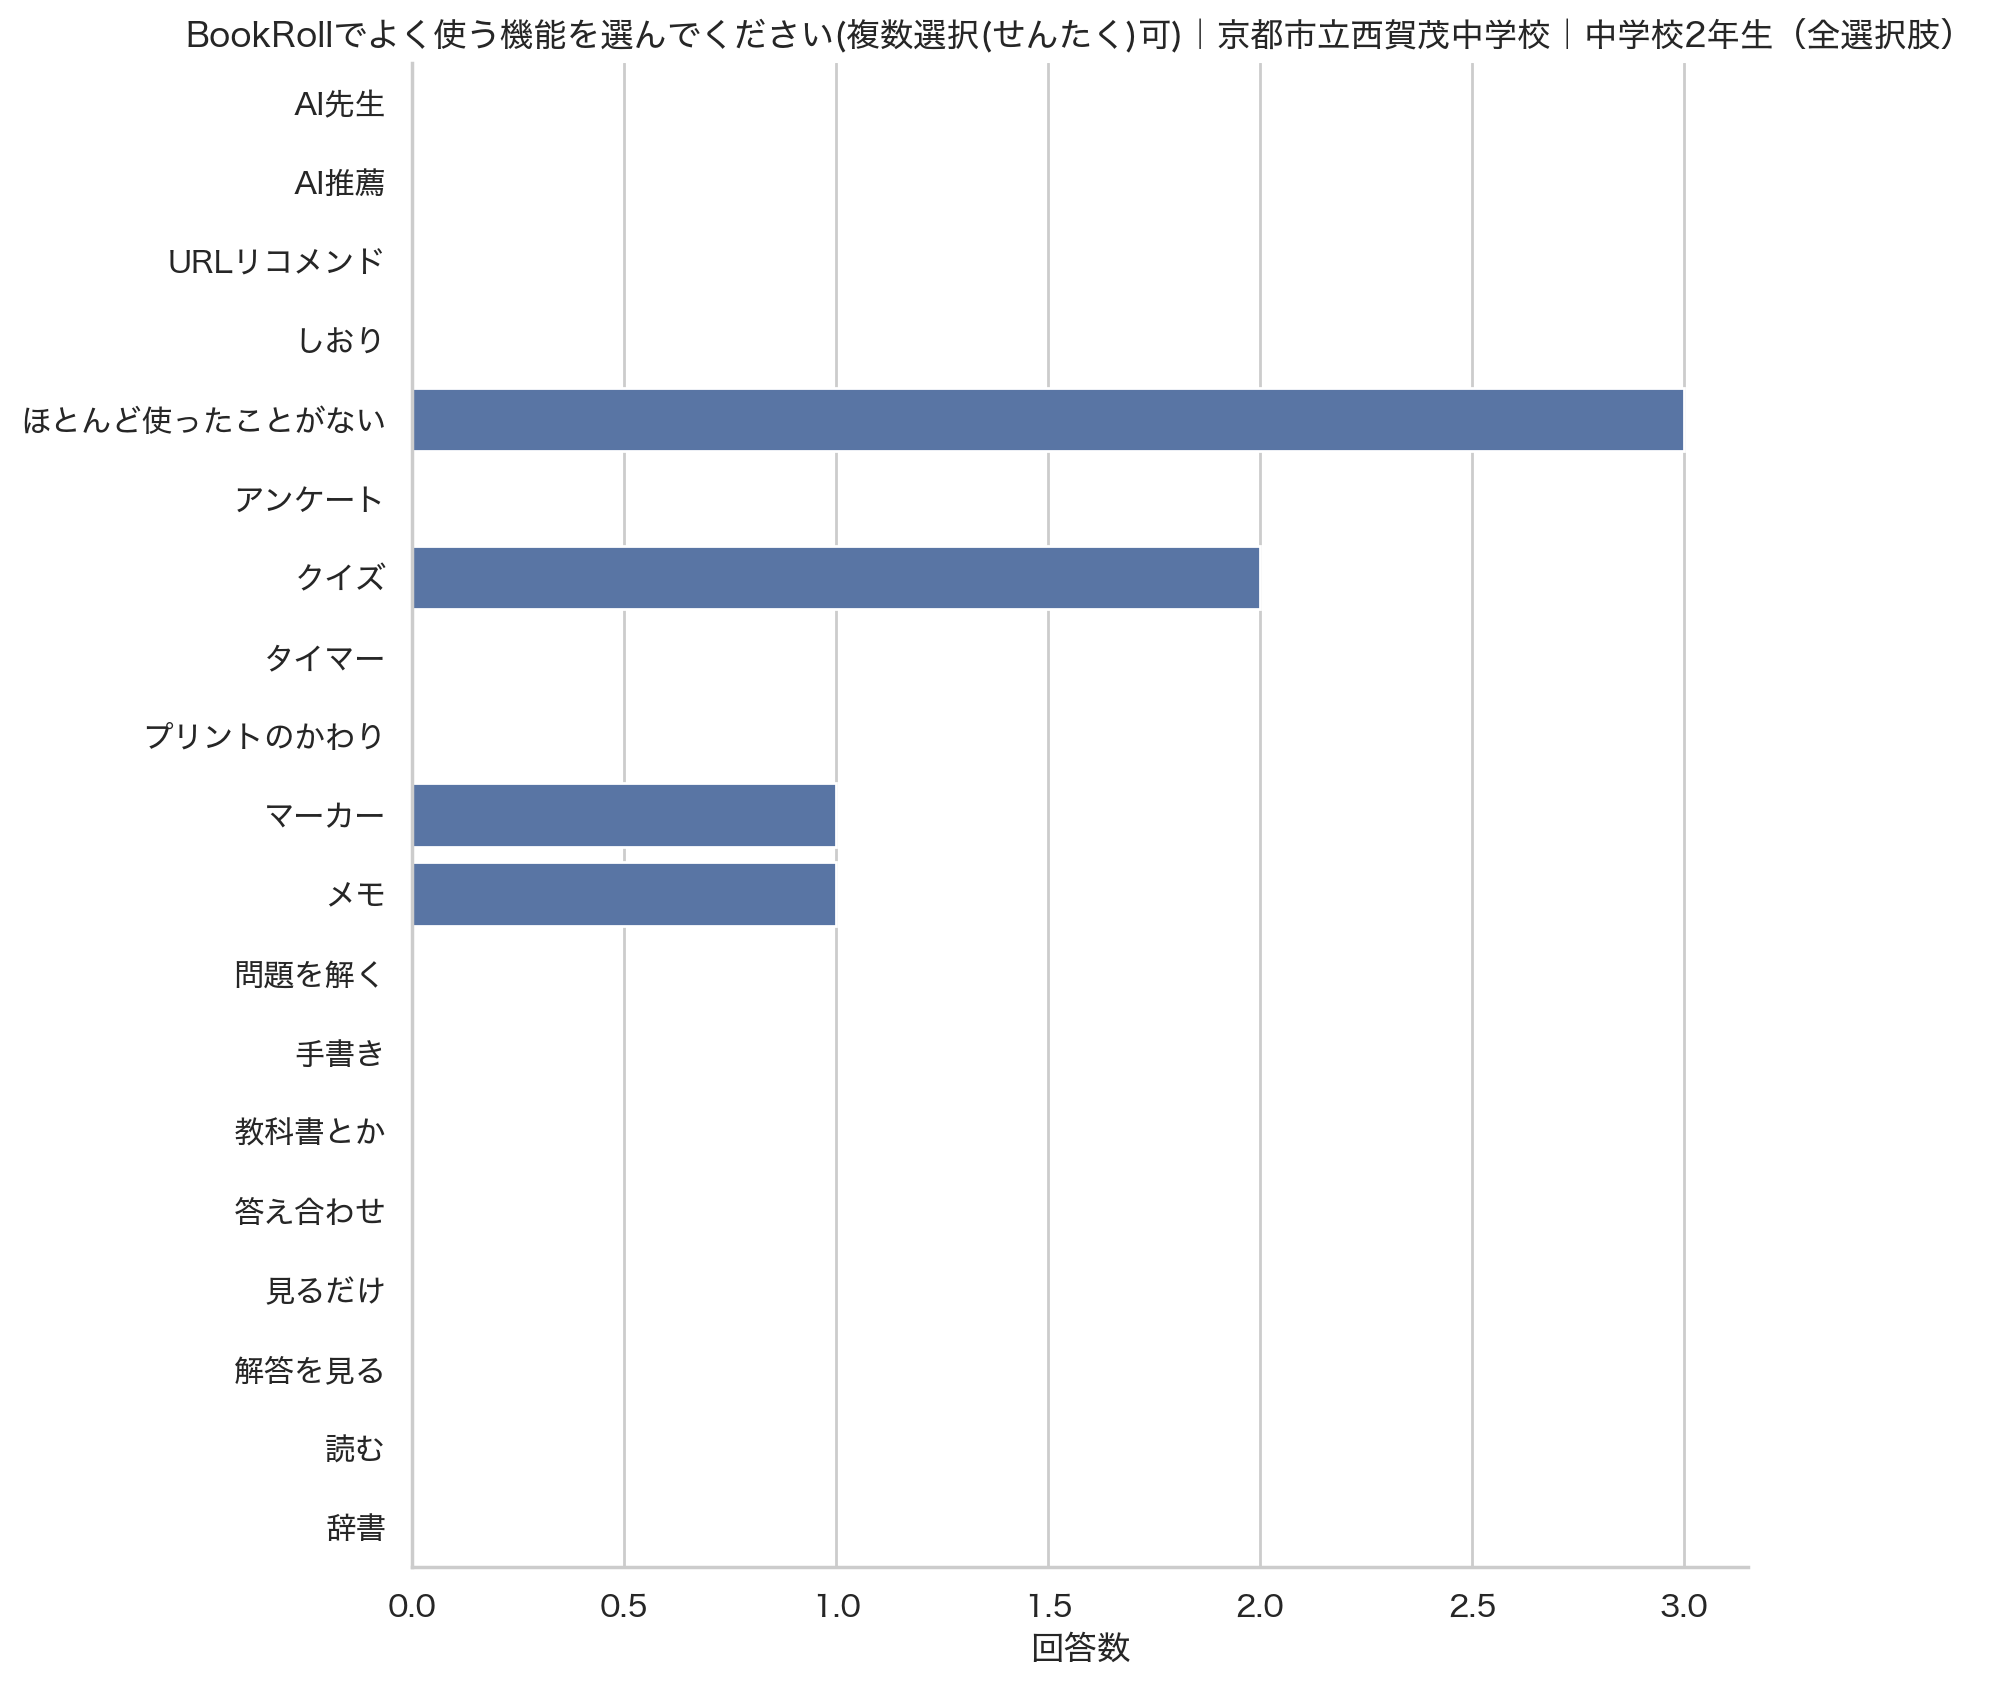 BookRollでよく使う機能を選んでください(複数選択(せんたく)可)｜京都市立西賀茂中学校｜中学校2年生（全選択肢）
AI先生
AI推薦
URLリコメンド
しおり
ほとんど使ったことがない
アンケート
クイズ
タイマー
プリントのかわり
マーカー
メモ
問題を解く
手書き
教科書とか
答え合わせ
見るだけ
解答を見る
読む
辞書
0.0 0.5 1.0 1.5 2.0 2.5 3.0
回答数